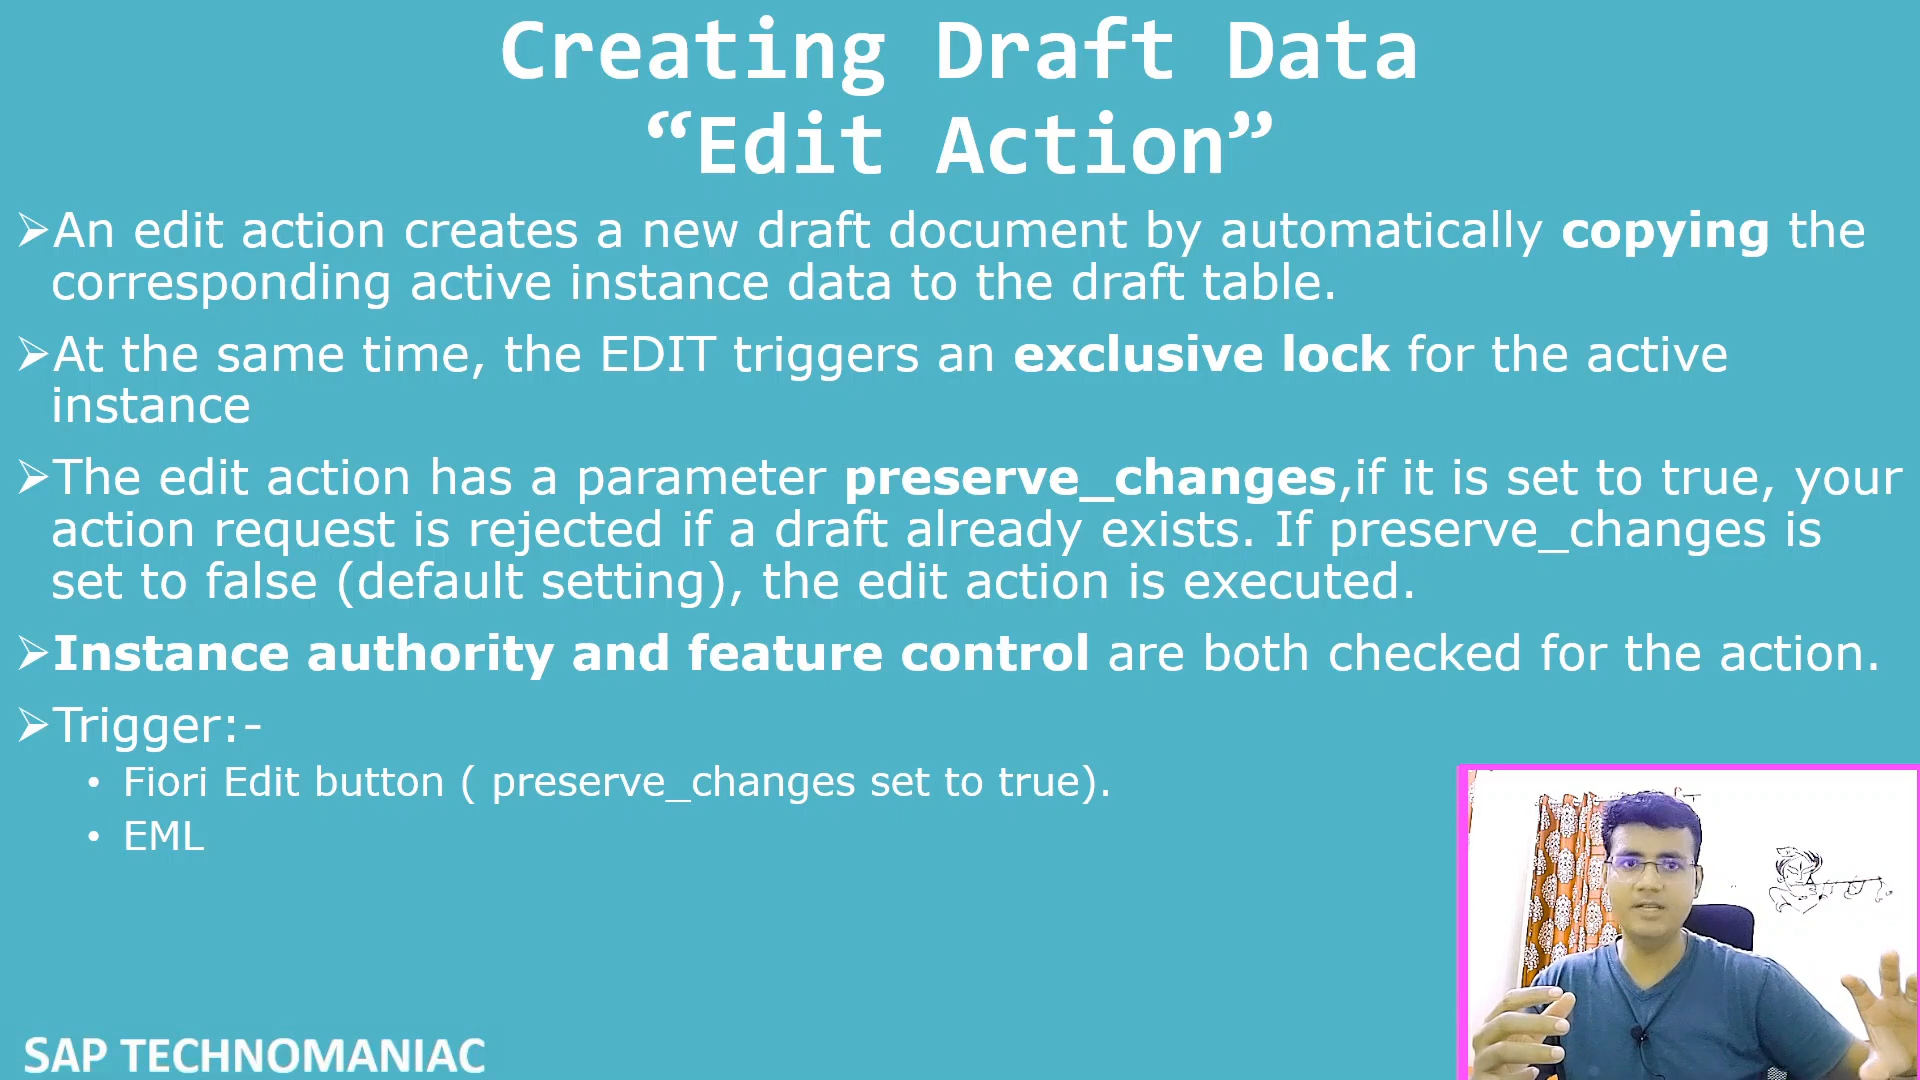 Creating Draft Data
“Edit Action”
➢An edit action creates a new draft document by automatically copying the
corresponding active instance data to the draft table.
➢At the same time, the EDIT triggers an exclusive lock for the active
instance
➢The edit action has a parameter preserve_changes,if it is set to true, your
action request is rejected if a draft already exists. If preserve_changes is
set to false (default setting), the edit action is executed.
➢Instance authority and feature control are both checked for the action.
➢Trigger:-
• Fiori Edit button ( preserve_changes set to true).
• EML
SAP TECHNOMANIAC